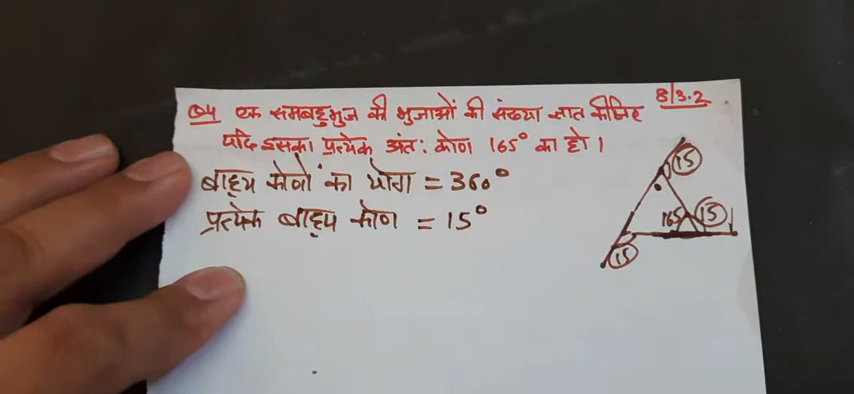 Q4 एक समबहुभुज की भुजाओं की संख्या ज्ञात कीजिए
8/3.2
यदि इसका प्रत्येक अंतः कोण 165° का हो।
बाह्य कोणों का योग = 360°
प्रत्येक बाह्य कोण = 15°
15
165 15
15